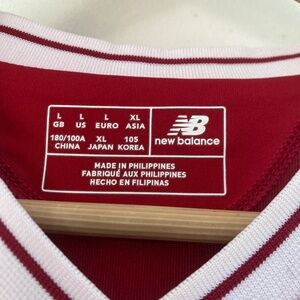 L L L XL
GB US EURO ASIA
180/100A XL 105
CHINA JAPAN KOREA
NB
new balance
MADE IN PHILIPPINES
FABRIQUÉ AUX PHILIPPINES
HECHO EN FILIPINAS